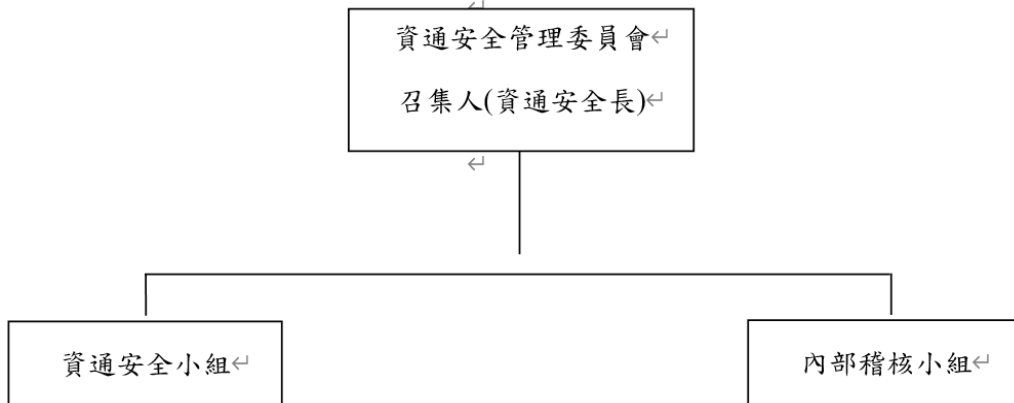 資通安全管理委員會
召集人(資通安全長)
資通安全小組
內部稽核小組